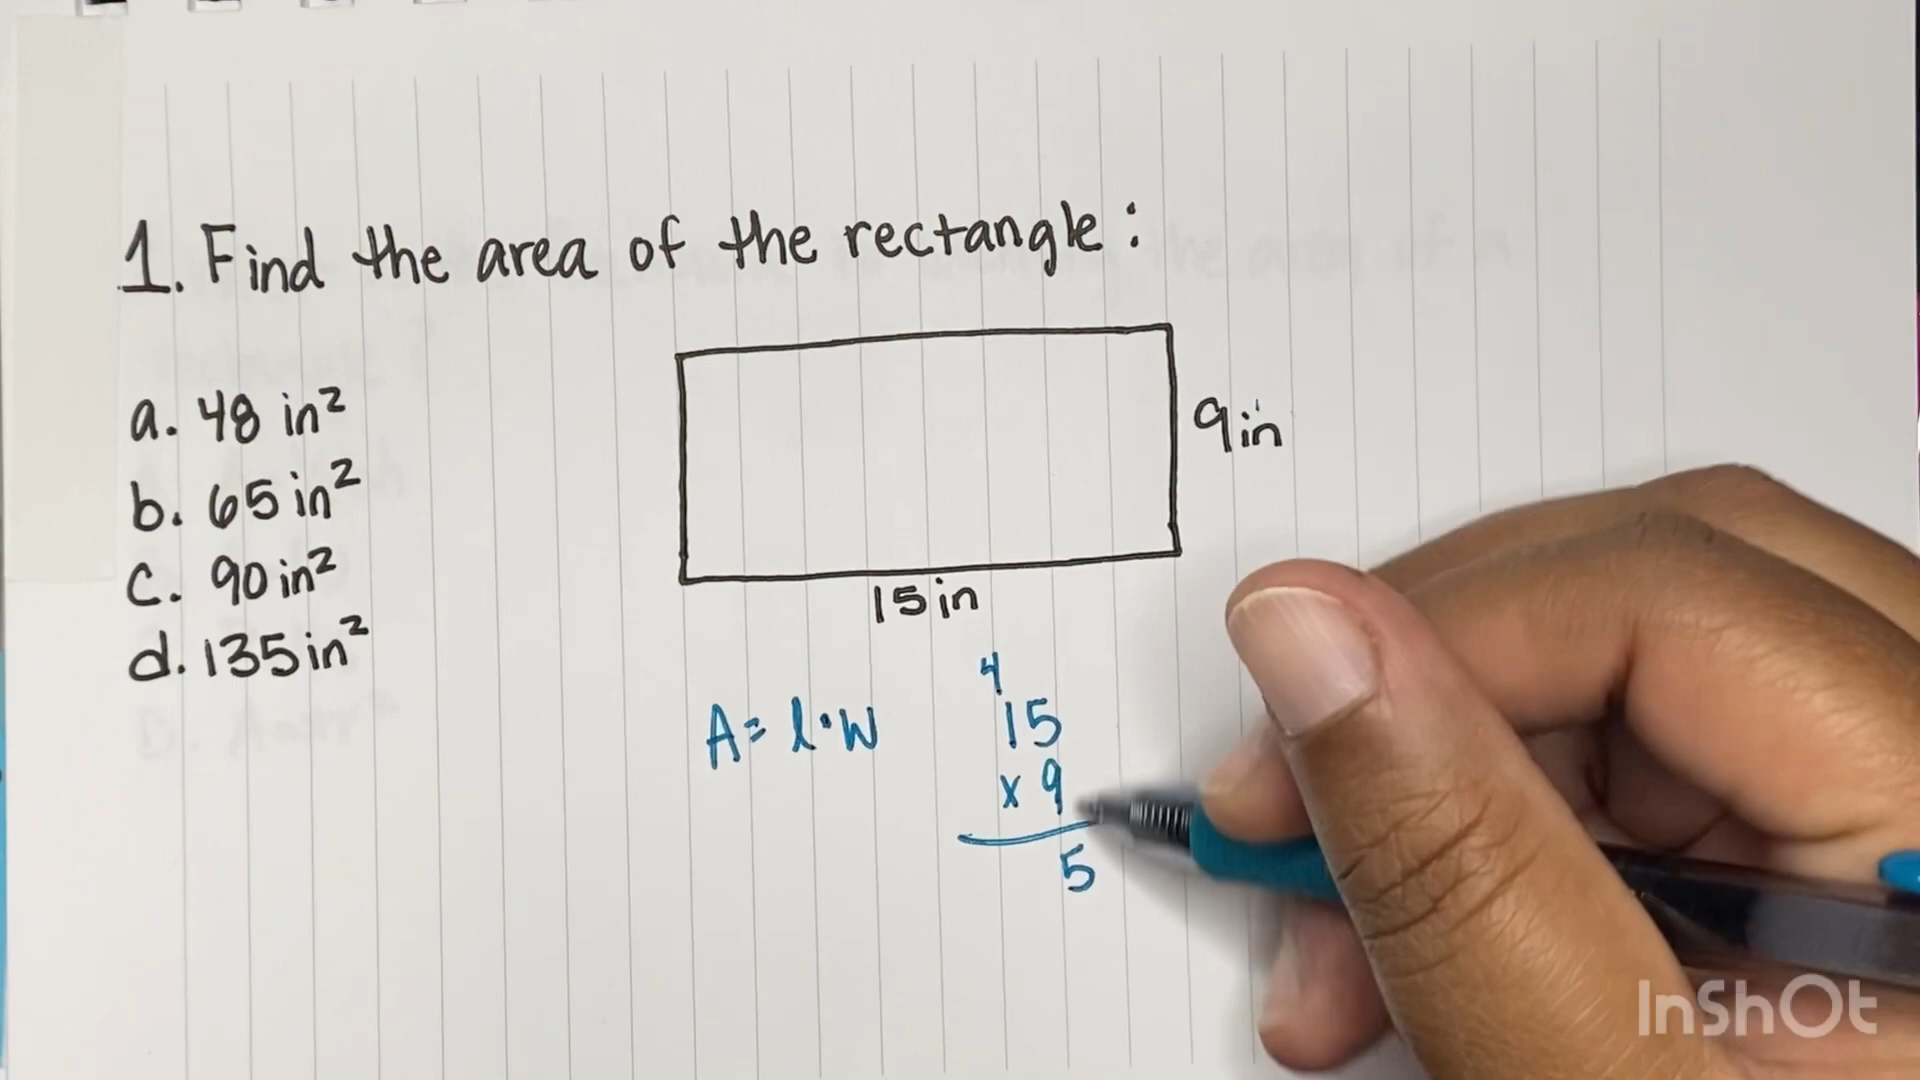 1. Find the area of the rectangle:
a. 48 in²
b. 65 in²
c. 90 in²
d. 135 in²
9 in
15 in
A = l · W
4
15
x 9
5
InShOt